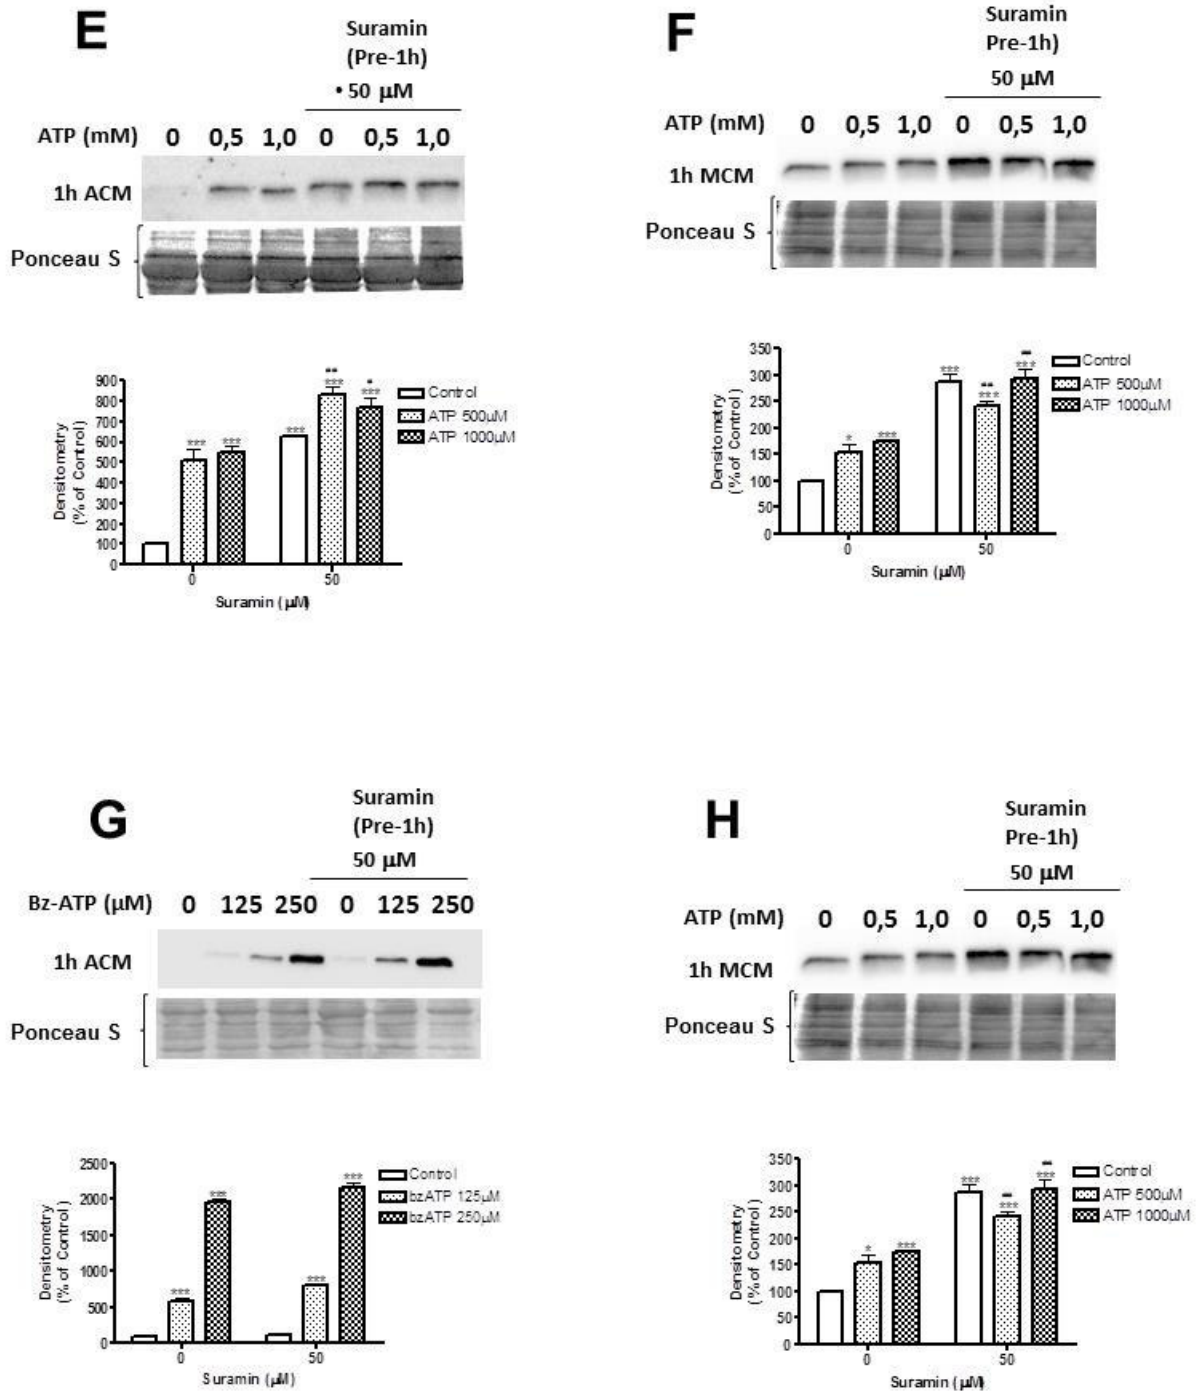 E
Suramin
(Pre-1h)
• 50 µM
ATP (mM) 0 0,5 1,0 0 0,5 1,0
1h ACM
Ponceau S
Densitometry
(% of Control)
900
800
700
600
500
400
300
200
100
0
*** *** *** ** *** * ***
Control
ATP 500µM
ATP 1000µM
0 50
Suramin (µM)
F
Suramin
Pre-1h)
50 µM
ATP (mM) 0 0,5 1,0 0 0,5 1,0
1h MCM
Ponceau S
Densitometry
(% of Control)
350
300
250
200
150
100
50
0
* *** *** *** ***
Control
ATP 500µM
ATP 1000µM
0 50
Suramin (µM)
G
Suramin
(Pre-1h)
50 µM
Bz-ATP (µM) 0 125 250 0 125 250
1h ACM
Ponceau S
Densitometry
(% of Control)
2500
2000
1500
1000
500
0
*** *** *** ***
Control
bzATP 125µM
bzATP 250µM
0 50
Suramin (µM)
H
Suramin
Pre-1h)
50 µM
ATP (mM) 0 0,5 1,0 0 0,5 1,0
1h MCM
Ponceau S
Densitometry
(% of Control)
350
300
250
200
150
100
50
0
* *** *** *** ***
Control
ATP 500µM
ATP 1000µM
0 50
Suramin (µM)